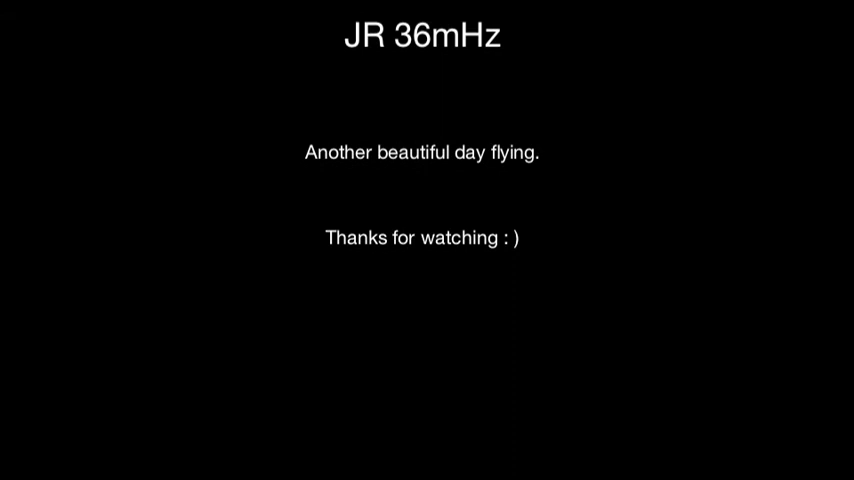 JR 36mHz
Another beautiful day flying.
Thanks for watching : )